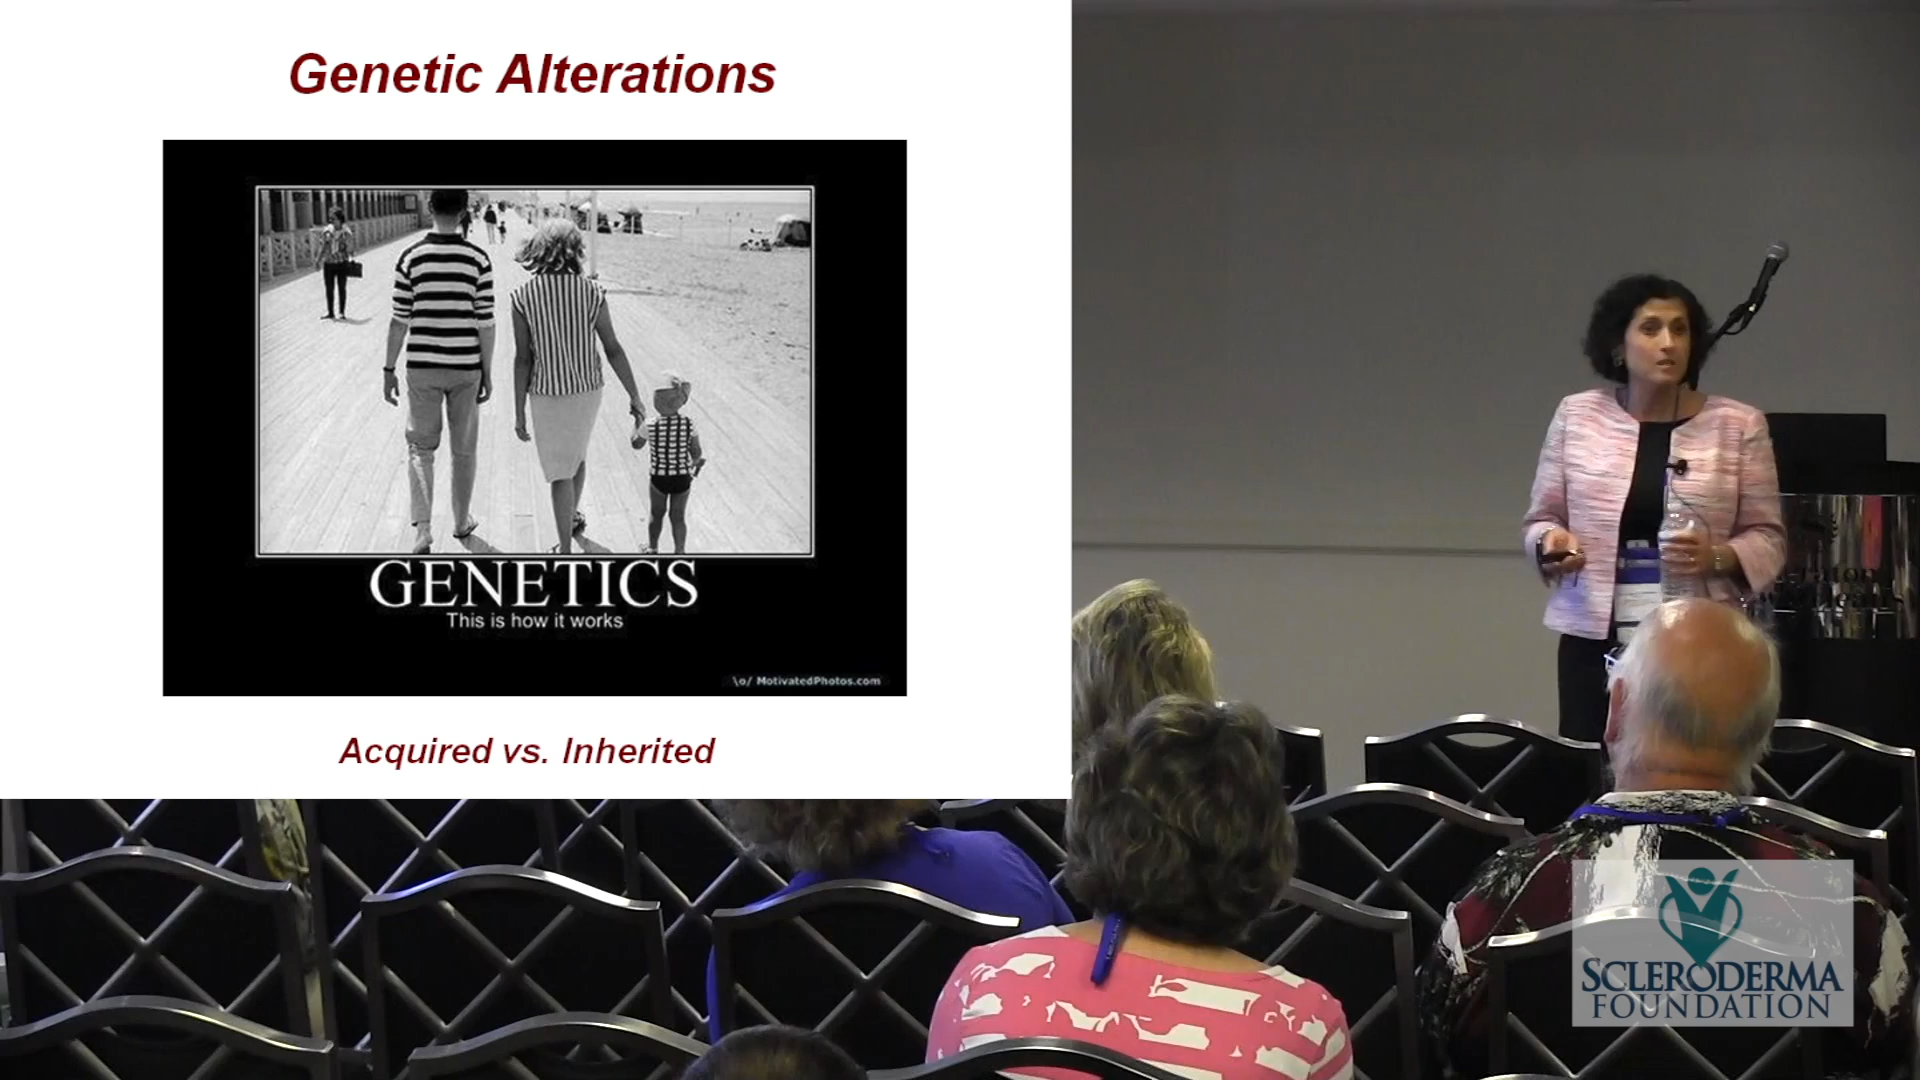 Genetic Alterations
GENETICS
This is how it works
\o/ MotivatedPhotos.com
Acquired vs. Inherited
SCLERODERMA
FOUNDATION